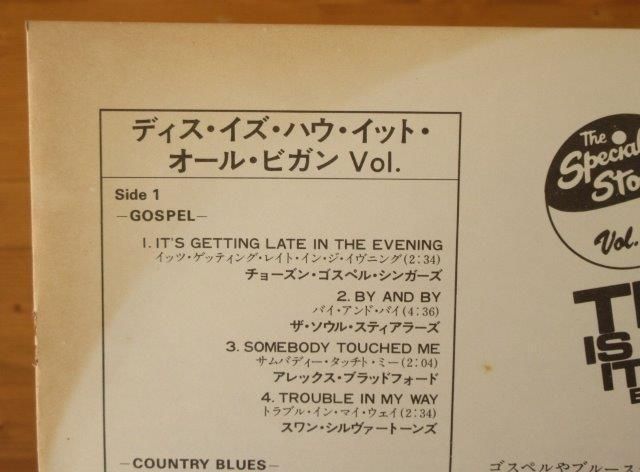 ディス・イズ・ハウ・イット・
オール・ビガン Vol.
Side 1
—GOSPEL—
1. IT'S GETTING LATE IN THE EVENING
イッツ・ゲッティング・レイト・イン・ジ・イヴニング(2:34)
チョーズン・ゴスペル・シンガーズ
2. BY AND BY
バイ・アンド・バイ(4:36)
ザ・ソウル・スティアラーズ
3. SOMEBODY TOUCHED ME
サムバディー・タッチト・ミー(2:04)
アレックス・ブラッドフォード
4. TROUBLE IN MY WAY
トラブル・イン・マイ・ウェイ(2:34)
スワン・シルヴァートーンズ
—COUNTRY BLUES—
The
Special
Sto
Vol.
IS
IT
ゴスペルやブルース